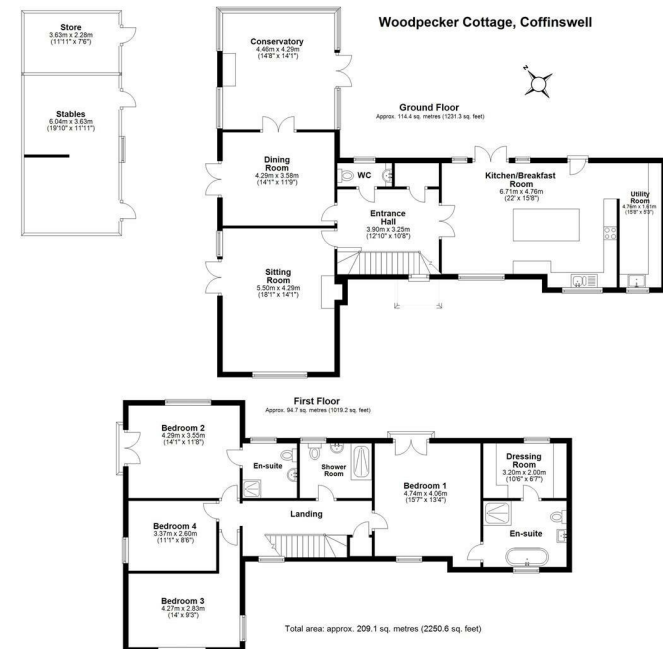 Woodpecker Cottage, Coffinswell
Store
3.63m x 2.28m
(11'11" x 7'6")
Stables
6.04m x 3.63m
(19'10" x 11'11")
Conservatory
4.46m x 4.29m
(14'8" x 14'1")
N
Ground Floor
Approx. 114.4 sq. metres (1231.3 sq. feet)
Dining
Room
4.29m x 3.58m
(14'1" x 11'9")
WC
Entrance
Hall
3.90m x 3.25m
(12'10" x 10'8")
Kitchen/Breakfast
Room
6.71m x 4.76m
(22' x 15'8")
Utility
Room
4.76m x 1.61m
(15'8" x 5'3")
Sitting
Room
5.50m x 4.29m
(18'1" x 14'1")
First Floor
Approx. 94.7 sq. metres (1019.2 sq. feet)
Bedroom 2
4.29m x 3.55m
(14'1" x 11'8")
En-suite
Shower
Room
Bedroom 1
4.74m x 4.06m
(15'7" x 13'4")
Dressing
Room
3.20m x 2.00m
(10'6" x 6'7")
Landing
Bedroom 4
3.37m x 2.60m
(11'1" x 8'6")
En-suite
Bedroom 3
4.27m x 2.83m
(14' x 9'3")
Total area: approx. 209.1 sq. metres (2250.6 sq. feet)